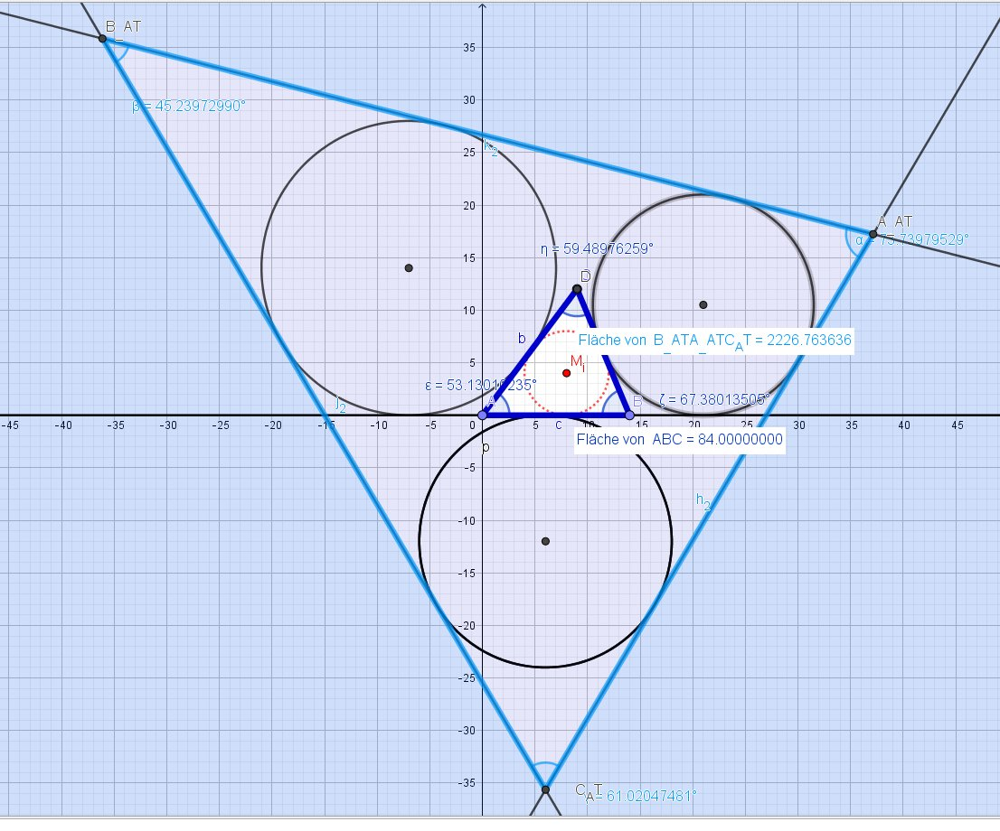 B_AT
35
β = 45.23972990°
30
25
k₂
20
A_AT
α = 73.73979529°
η = 59.48976259°
15
D
10
b
Fläche von B_ATA_ATC_AT = 2226.763636
5
M_i
ε = 53.13010235°
B
ζ = 67.38013505°
j₂
-45 -40 -35 -30 -25 -20 -15 -10 -5 0 5 C 10 15 20 25 30 35 40 45
Fläche von ABC = 84.00000000
p
-5
h₂
-10
-15
-20
-25
-30
-35
C_AT = 61.02047481°